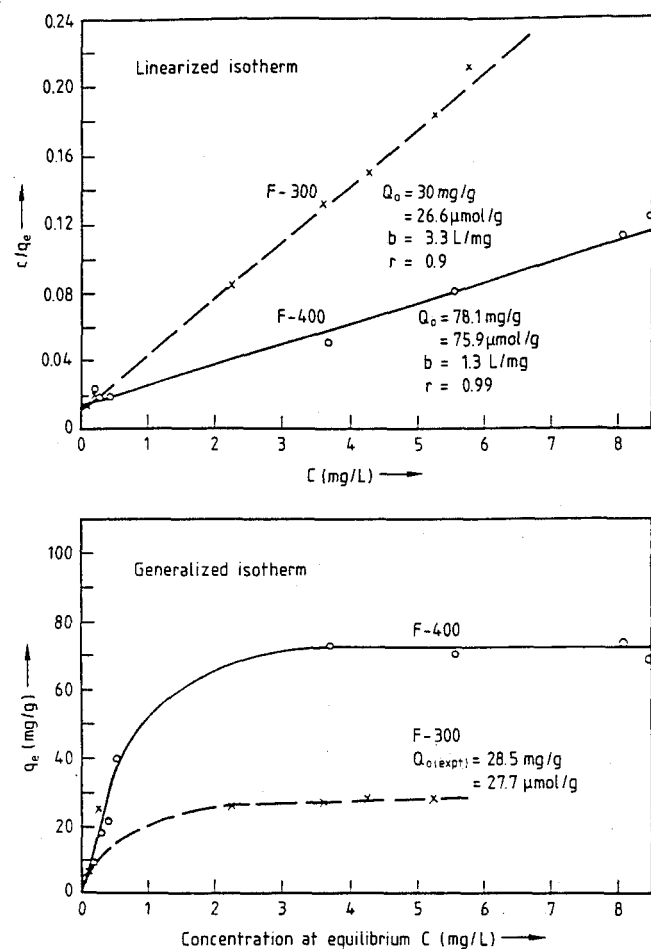 0.24
Linearized isotherm
0.20
0.16
F-300
Q₀ = 30 mg/g
= 26.6 μmol/g
b = 3.3 L/mg
r = 0.9
0.12
0.08
F-400
Q₀ = 78.1 mg/g
= 75.9 μmol/g
b = 1.3 L/mg
r = 0.99
0.04
0
c/qₑ
0 1 2 3 4 5 6 7 8
C (mg/L)
100
Generalized isotherm
80
F-400
60
F-300
Q₀(expt) = 28.5 mg/g
= 27.7 μmol/g
40
20
0
qₑ (mg/g)
0 1 2 3 4 5 6 7 8
Concentration at equilibrium C (mg/L)